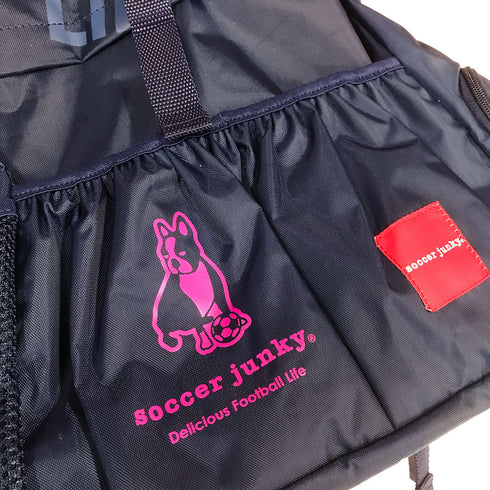 soccer junky®
Delicious Football Life
soccer junky.